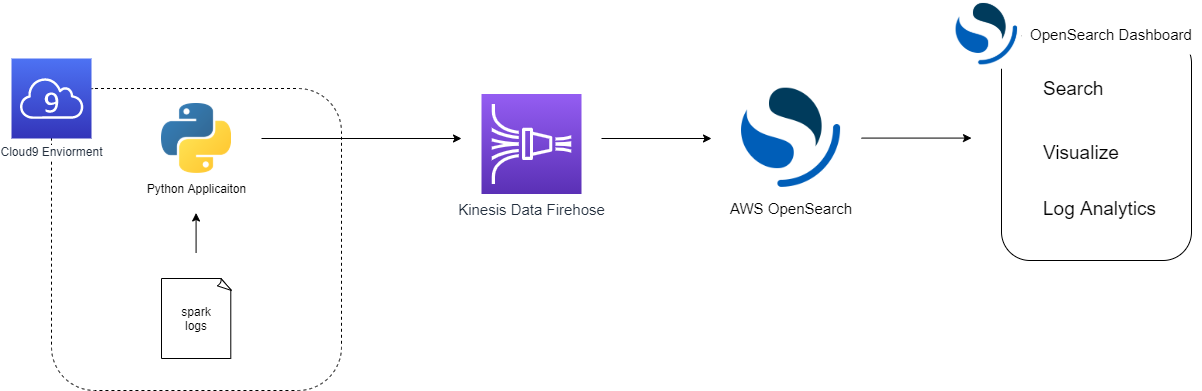 9
Cloud9 Enviorment
Python Applicaiton
spark
logs
Kinesis Data Firehose
AWS OpenSearch
OpenSearch Dashboard
Search
Visualize
Log Analytics